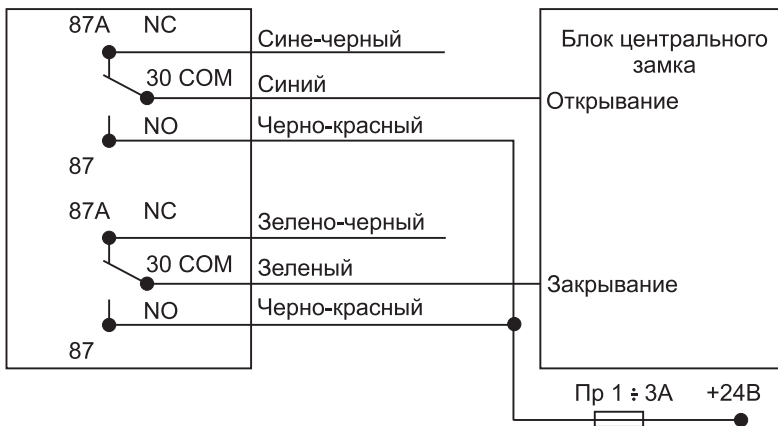 87A NC
Сине-черный
30 COM
Синий
NO
Черно-красный
87
87A NC
Зелено-черный
30 COM
Зеленый
NO
Черно-красный
87
Блок центрального
замка
Открывание
Закрывание
Пр 1 ÷ 3А +24В